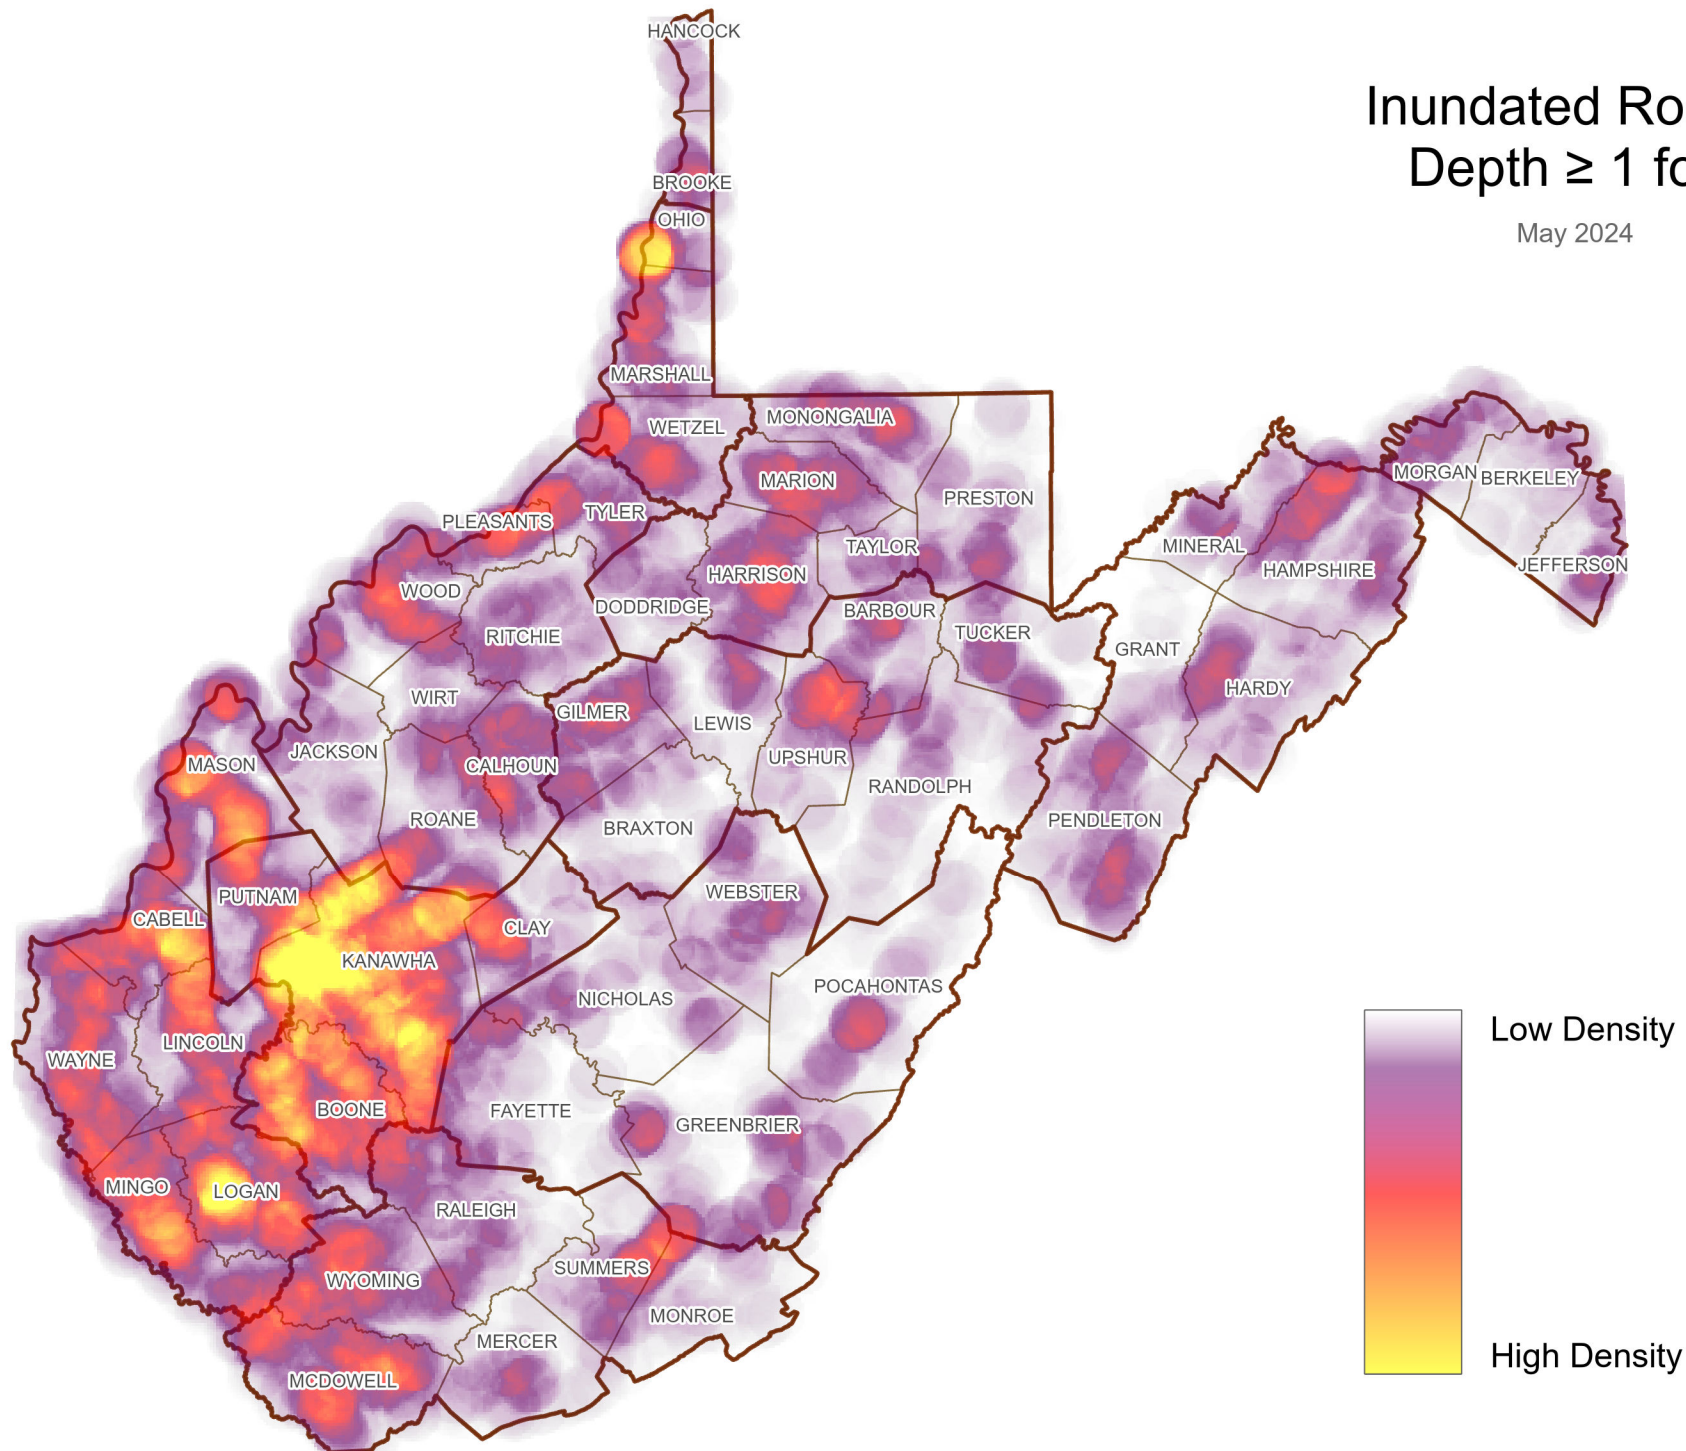 HANCOCK
Inundated Ro
Depth ≥ 1 fo
May 2024
BROOKE
OHIO
MARSHALL
WETZEL
MONONGALIA
MARION
PRESTON
MORGAN
BERKELEY
PLEASANTS
TYLER
TAYLOR
MINERAL
HAMPSHIRE
JEFFERSON
WOOD
HARRISON
DODDRIDGE
BARBOUR
RITCHIE
TUCKER
GRANT
WIRT
GILMER
LEWIS
HARDY
MASON
JACKSON
CALHOUN
UPSHUR
RANDOLPH
ROANE
BRAXTON
PENDLETON
PUTNAM
WEBSTER
CABELL
CLAY
KANAWHA
NICHOLAS
POCAHONTAS
LINCOLN
WAYNE
BOONE
FAYETTE
GREENBRIER
MINGO
LOGAN
RALEIGH
SUMMERS
WYOMING
MONROE
MERCER
MCDOWELL
Low Density
High Density